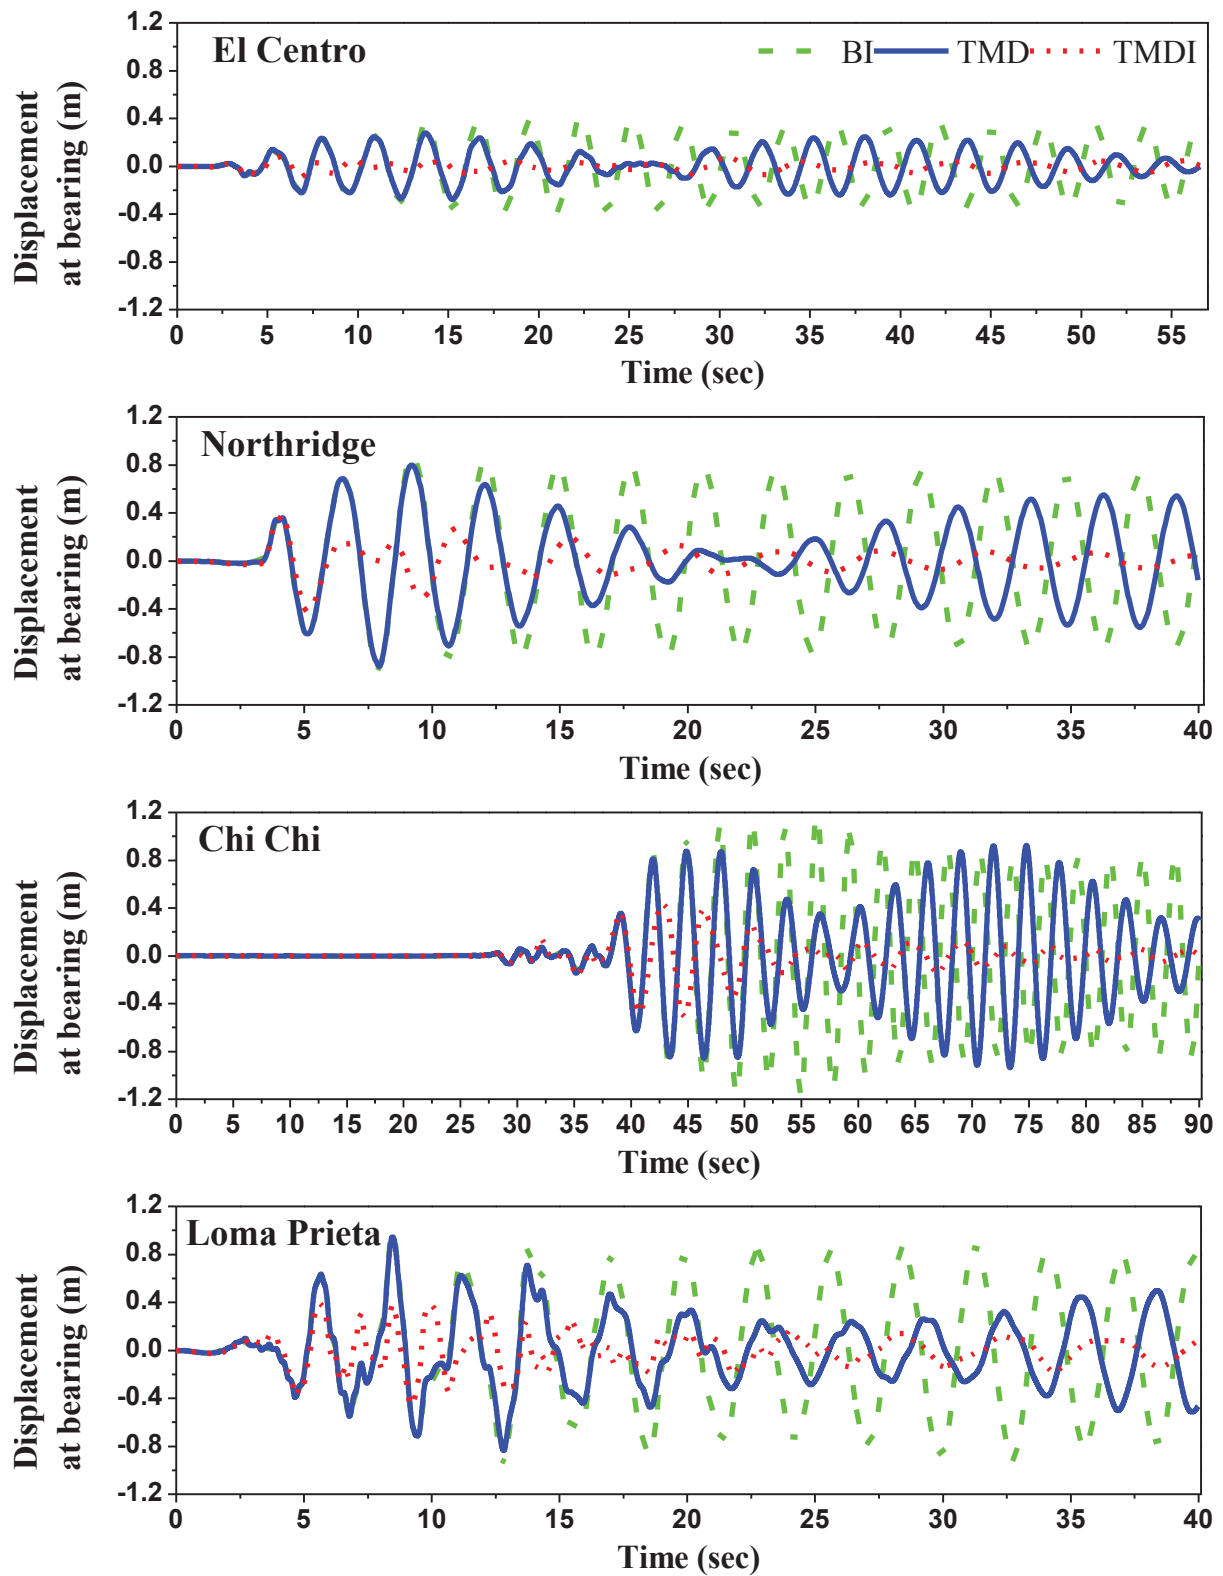 El Centro
BI TMD TMDI
Displacement
at bearing (m)
1.2
0.8
0.4
0.0
-0.4
-0.8
-1.2
0 5 10 15 20 25 30 35 40 45 50 55
Time (sec)
Northridge
Displacement
at bearing (m)
1.2
0.8
0.4
0.0
-0.4
-0.8
-1.2
0 5 10 15 20 25 30 35 40
Time (sec)
Chi Chi
Displacement
at bearing (m)
1.2
0.8
0.4
0.0
-0.4
-0.8
-1.2
0 5 10 15 20 25 30 35 40 45 50 55 60 65 70 75 80 85 90
Time (sec)
Loma Prieta
Displacement
at bearing (m)
1.2
0.8
0.4
0.0
-0.4
-0.8
-1.2
0 5 10 15 20 25 30 35 40
Time (sec)